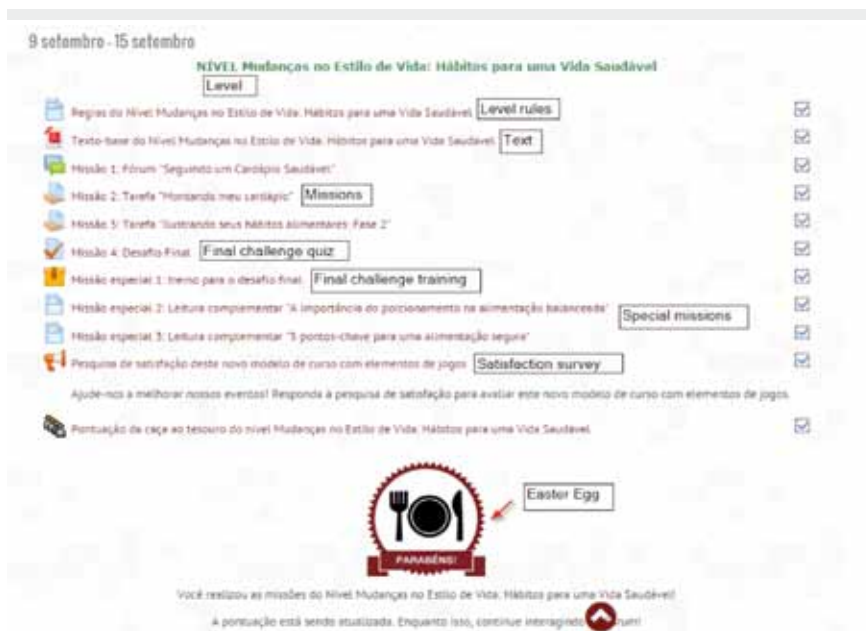 9 setembro - 15 setembro
NÍVEL Mudanças no Estilo de Vida: Hábitos para uma Vida Saudável
Level
Regras do Nível Mudanças no Estilo de Vida: Hábitos para uma Vida Saudável Level rules
Texto-base do Nível Mudanças no Estilo de Vida: Hábitos para uma Vida Saudável Text
Missão 1: Fórum "Seguindo um Cardápio Saudável"
Missão 2: Tarefa "Montando meu cardápio" Missions
Missão 3: Tarefa "Ilustrando seus hábitos alimentares: Fase 2"
Missão 4: Desafio Final Final challenge quiz
Missão especial 1: treino para o desafio final Final challenge training
Missão especial 2: Leitura complementar "A importância do porcionamento na alimentação balanceada"
Special missions
Missão especial 3: Leitura complementar "5 pontos-chave para uma alimentação segura"
Pesquisa de satisfação deste novo modelo de curso com elementos de jogos Satisfaction survey
Ajude-nos a melhorar nossos eventos! Responda à pesquisa de satisfação para avaliar este novo modelo de curso com elementos de jogos.
Pontuação da caça ao tesouro do nível Mudanças no Estilo de Vida: Hábitos para uma Vida Saudável
Easter Egg
PARABÉNS!
Você realizou as missões do Nível Mudanças no Estilo de Vida: Hábitos para uma Vida Saudável!
A pontuação está sendo atualizada. Enquanto isso, continue interagindo